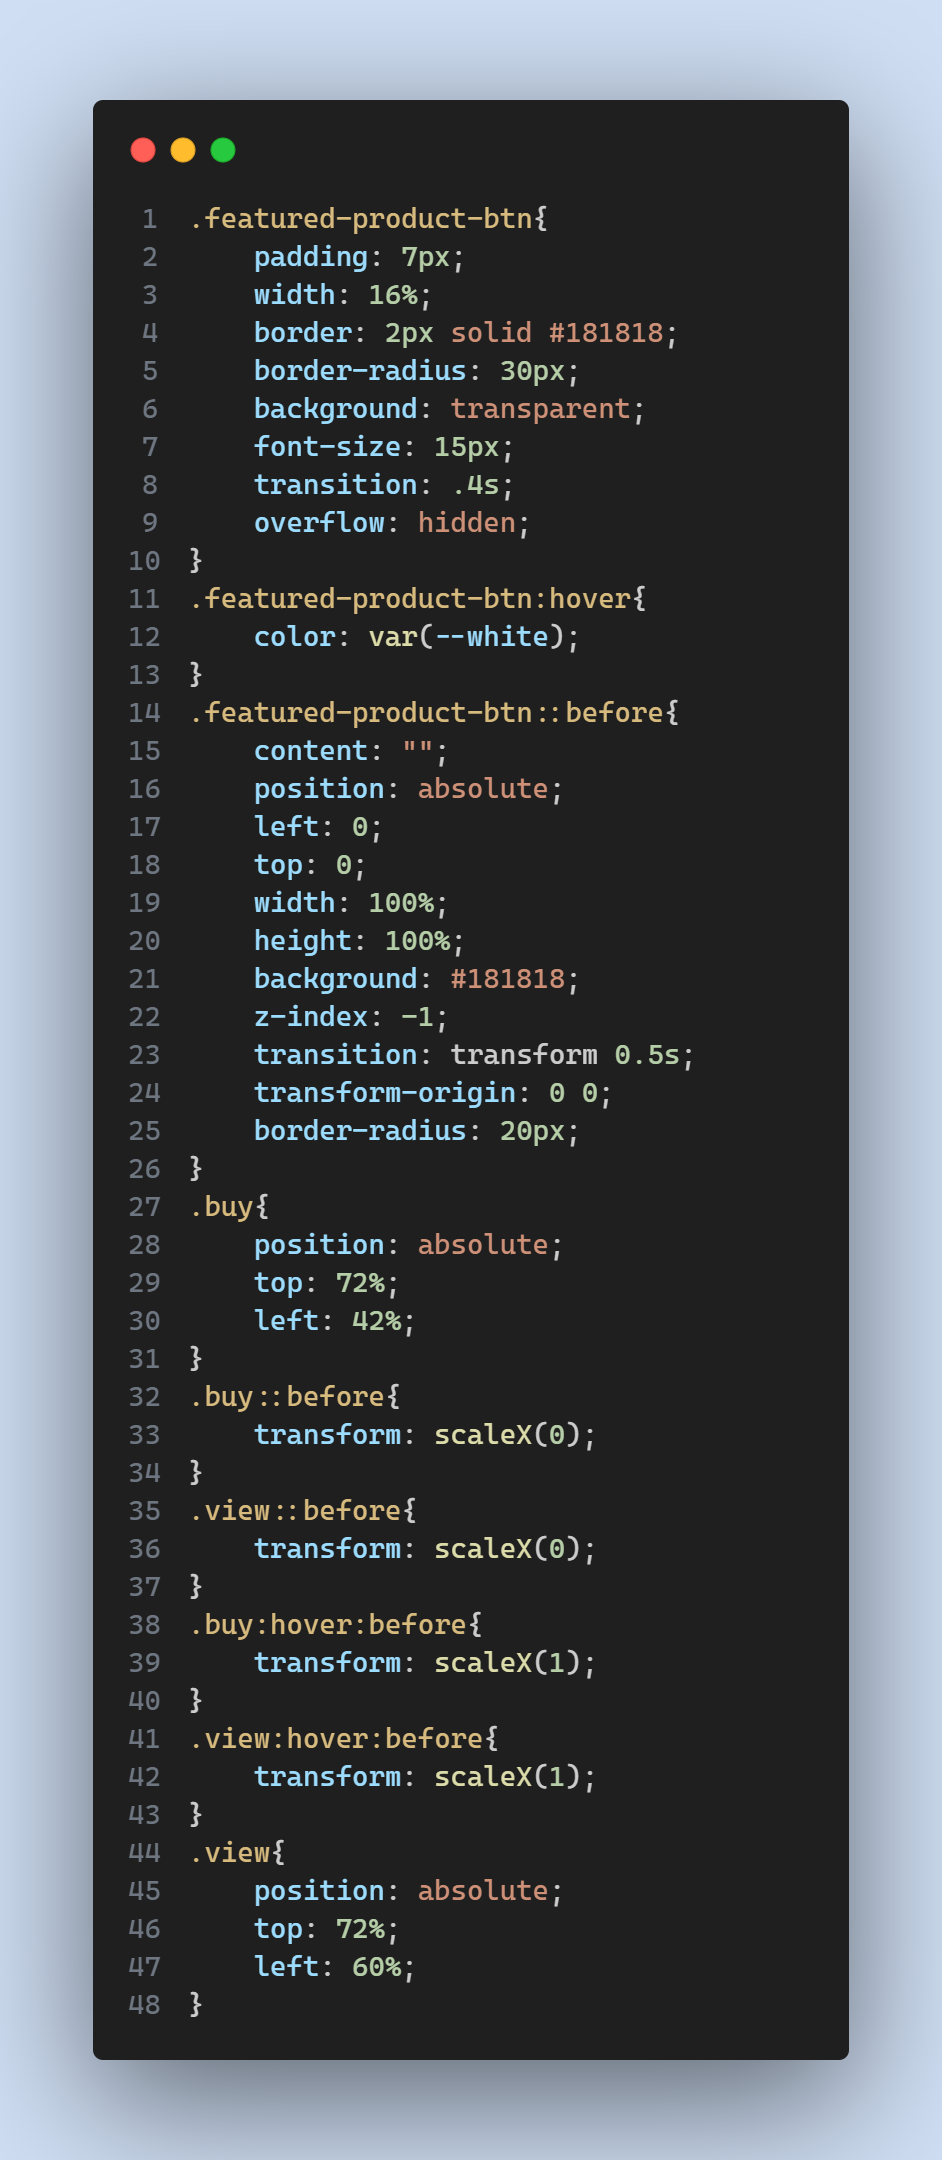 1 .featured-product-btn{
2     padding: 7px;
3     width: 16%;
4     border: 2px solid #181818;
5     border-radius: 30px;
6     background: transparent;
7     font-size: 15px;
8     transition: .4s;
9     overflow: hidden;
10 }
11 .featured-product-btn:hover{
12     color: var(--white);
13 }
14 .featured-product-btn::before{
15     content: "";
16     position: absolute;
17     left: 0;
18     top: 0;
19     width: 100%;
20     height: 100%;
21     background: #181818;
22     z-index: -1;
23     transition: transform 0.5s;
24     transform-origin: 0 0;
25     border-radius: 20px;
26 }
27 .buy{
28     position: absolute;
29     top: 72%;
30     left: 42%;
31 }
32 .buy::before{
33     transform: scaleX(0);
34 }
35 .view::before{
36     transform: scaleX(0);
37 }
38 .buy:hover:before{
39     transform: scaleX(1);
40 }
41 .view:hover:before{
42     transform: scaleX(1);
43 }
44 .view{
45     position: absolute;
46     top: 72%;
47     left: 60%;
48 }